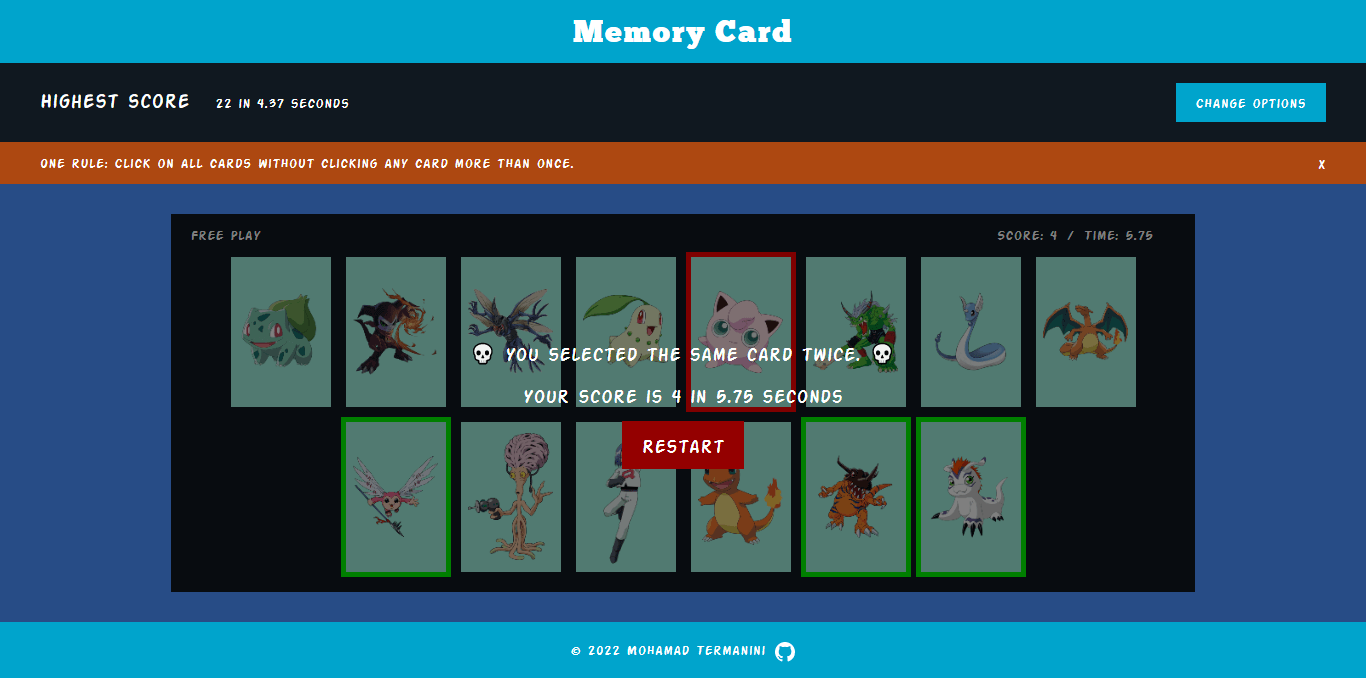 Memory Card
HIGHEST SCORE 22 IN 4.37 SECONDS CHANGE OPTIONS
ONE RULE: CLICK ON ALL CARDS WITHOUT CLICKING ANY CARD MORE THAN ONCE. X
FREE PLAY SCORE: 4 / TIME: 5.75
💀 YOU SELECTED THE SAME CARD TWICE. 💀
YOUR SCORE IS 4 IN 5.75 SECONDS
RESTART
© 2022 MOHAMAD TERMANINI